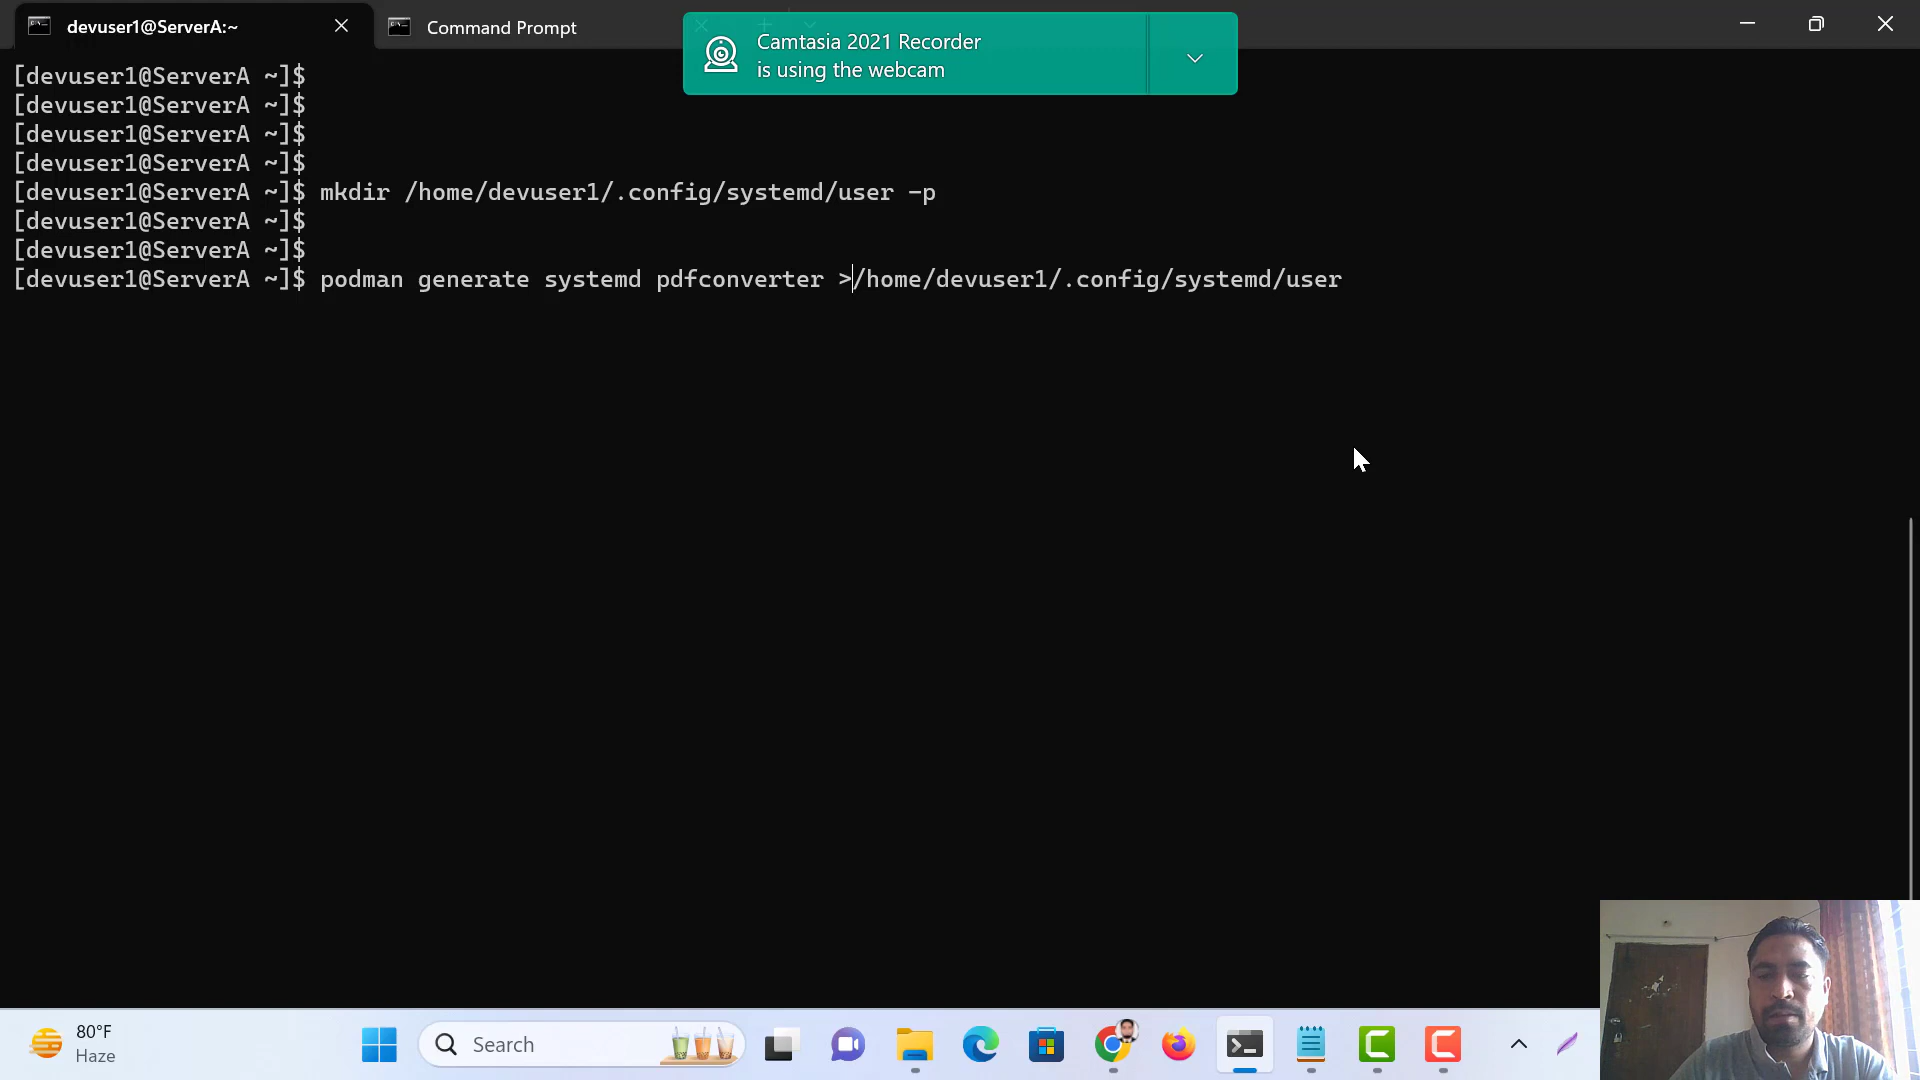 devuser1@ServerA:~
Command Prompt
Camtasia 2021 Recorder
is using the webcam
[devuser1@ServerA ~]$
[devuser1@ServerA ~]$
[devuser1@ServerA ~]$
[devuser1@ServerA ~]$
[devuser1@ServerA ~]$ mkdir /home/devuser1/.config/systemd/user -p
[devuser1@ServerA ~]$
[devuser1@ServerA ~]$
[devuser1@ServerA ~]$ podman generate systemd pdfconverter >/home/devuser1/.config/systemd/user
80°F
Haze
Search